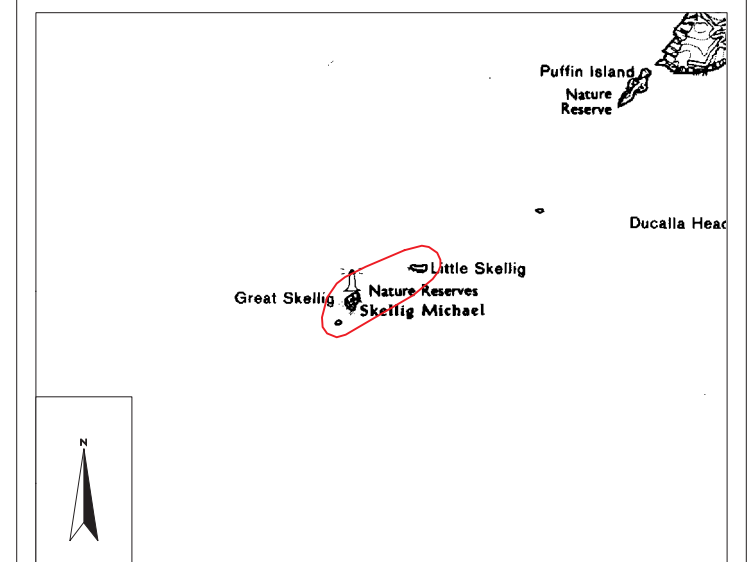 Puffin Island
Nature
Reserve
Ducalla Head
Little Skellig
Great Skellig
Nature Reserves
Skellig Michael
N